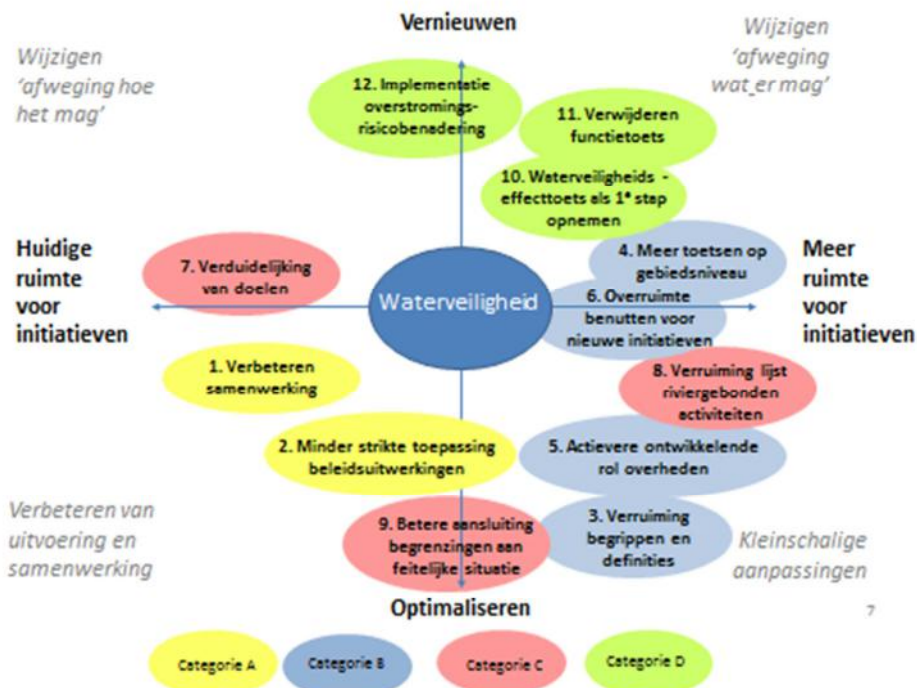 Vernieuwen
Wijzigen
‘afweging hoe
het mag’
Wijzigen
‘afweging
wat_er mag’
12. Implementatie
overstromings-
risicobenadering
11. Verwijderen
functietoets
10. Waterveiligheids -
effecttoets als 1e stap
opnemen
Huidige
ruimte
voor
initiatieven
7. Verduidelijking
van doelen
Waterveiligheid
4. Meer toetsen op
gebiedsniveau
6. Overruimte
benutten voor
nieuwe initiatieven
Meer
ruimte
voor
initiatieven
1. Verbeteren
samenwerking
8. Verruiming lijst
riviergebonden
activiteiten
2. Minder strikte toepassing
beleidsuitwerkingen
5. Actievere ontwikkelende
rol overheden
Verbeteren van
uitvoering en
samenwerking
9. Betere aansluiting
begrenzingen aan
feitelijke situatie
3. Verruiming
begrippen en
definities
Kleinschalige
aanpassingen
Optimaliseren
7
Categorie A
Categorie B
Categorie C
Categorie D